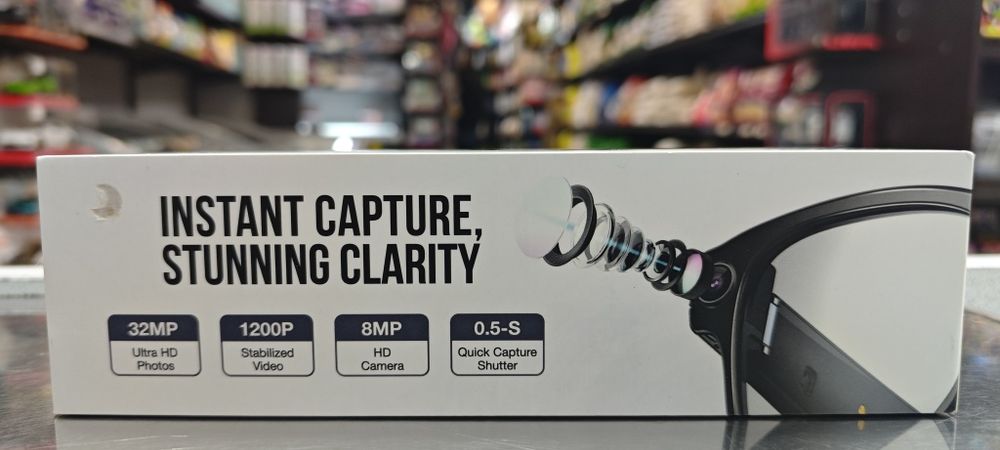 INSTANT CAPTURE,
STUNNING CLARITY
32MP
Ultra HD
Photos
1200P
Stabilized
Video
8MP
HD
Camera
0.5-S
Quick Capture
Shutter